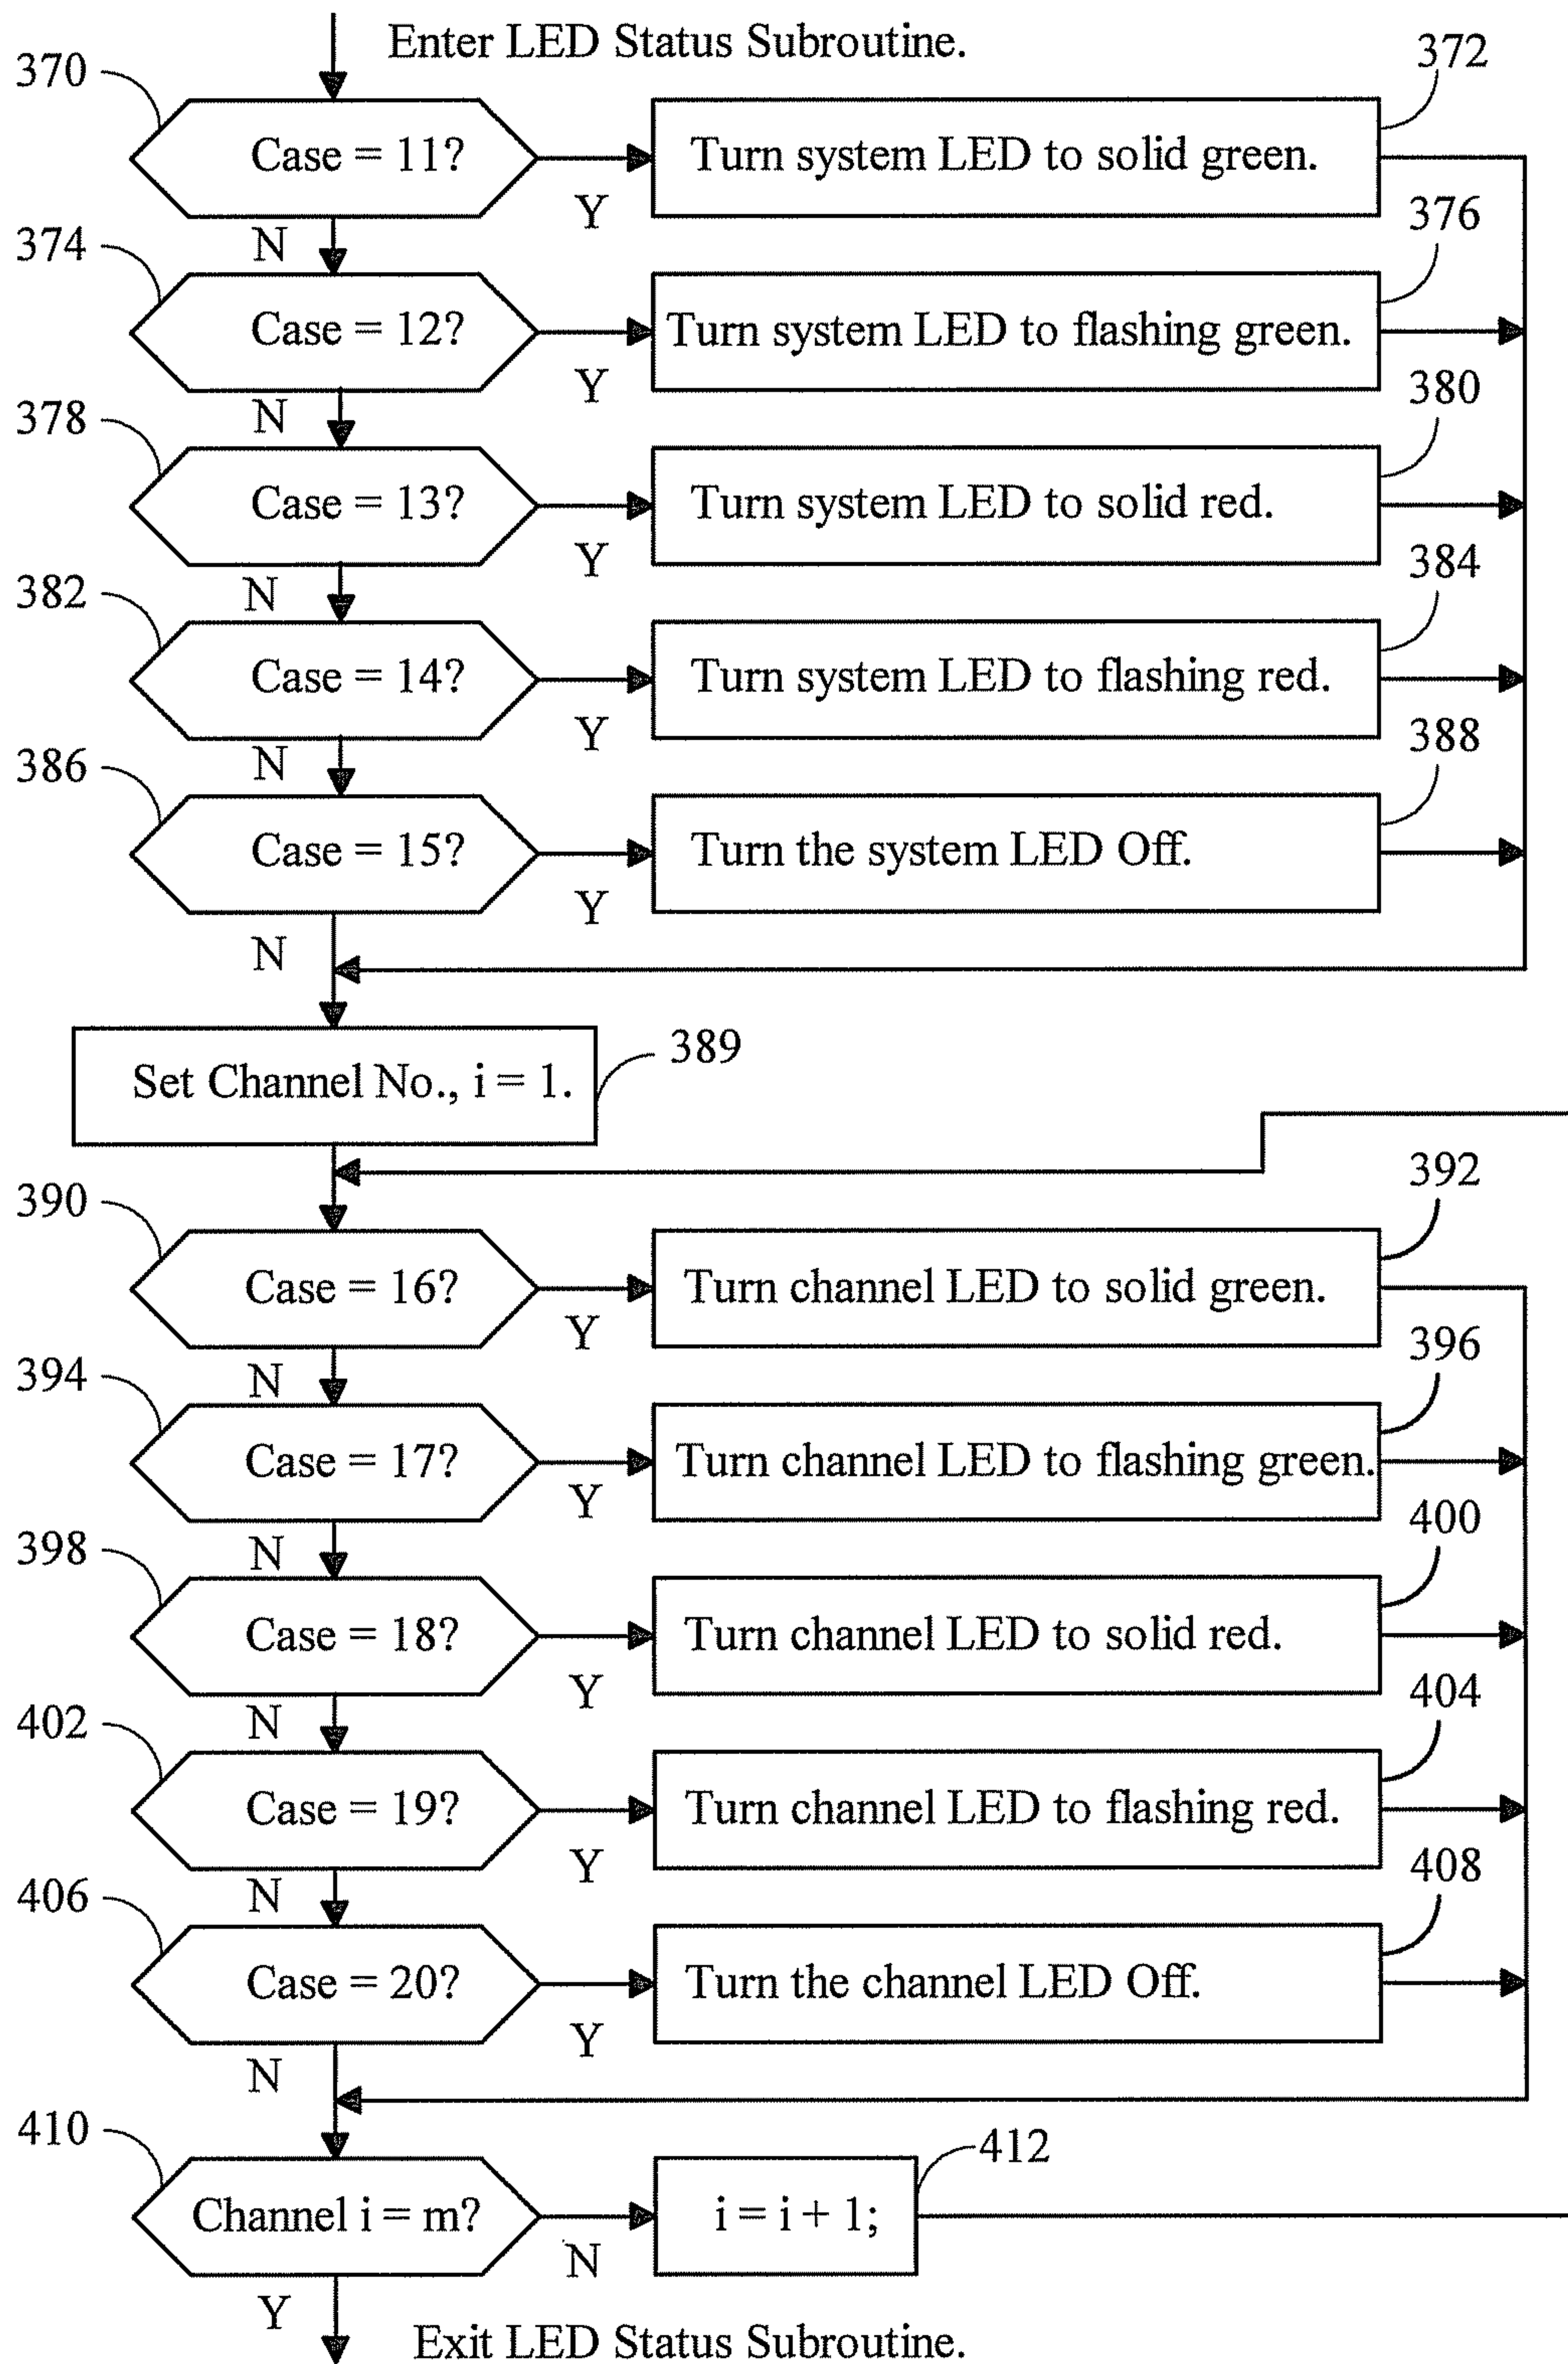 Enter LED Status Subroutine.
370
372
Case = 11?
Turn system LED to solid green.
Y
N
374
376
Case = 12?
Turn system LED to flashing green.
Y
N
378
380
Case = 13?
Turn system LED to solid red.
Y
N
382
384
Case = 14?
Turn system LED to flashing red.
Y
N
386
388
Case = 15?
Turn the system LED Off.
Y
N
389
Set Channel No., i = 1.
390
392
Case = 16?
Turn channel LED to solid green.
Y
N
394
396
Case = 17?
Turn channel LED to flashing green.
Y
N
398
400
Case = 18?
Turn channel LED to solid red.
Y
N
402
404
Case = 19?
Turn channel LED to flashing red.
Y
N
406
408
Case = 20?
Turn the channel LED Off.
Y
N
410
412
Channel i = m?
i = i + 1;
N
Y
Exit LED Status Subroutine.